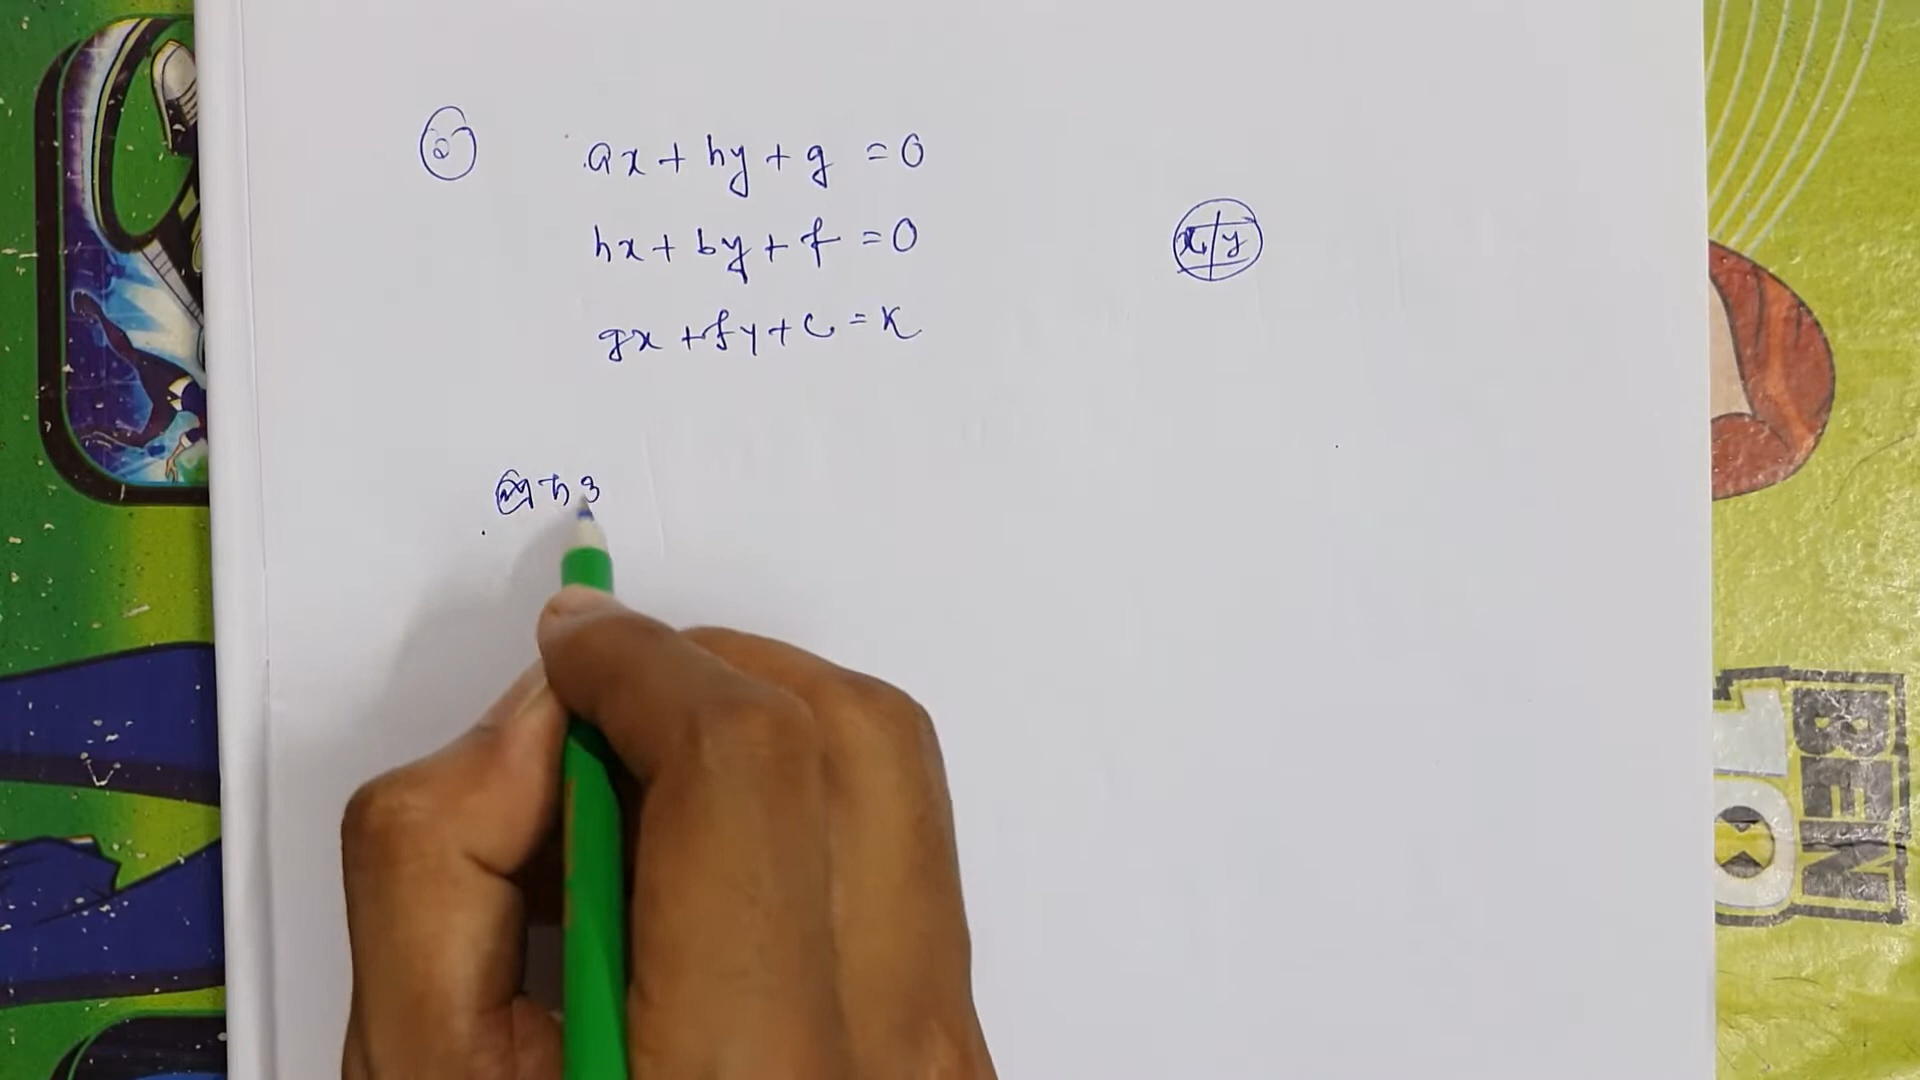 ax + hy + g = 0
hx + by + f = 0
gx + fy + c = K
x, y
BEN
10